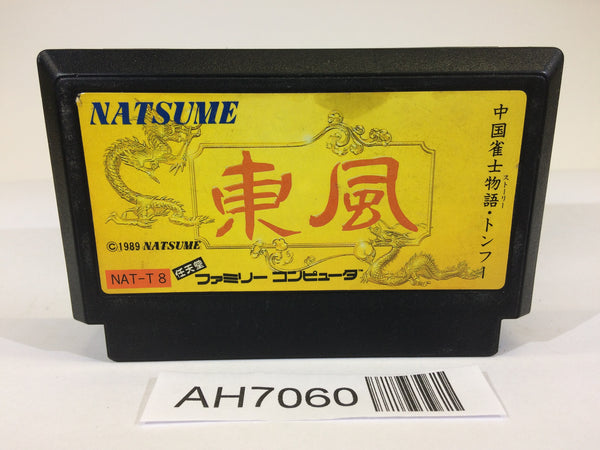 NATSUME
東風
中国雀士物語・トンフー
ストーリー
©1989 NATSUME
NAT-T8
任天堂
ファミリー コンピュータ
AH7060